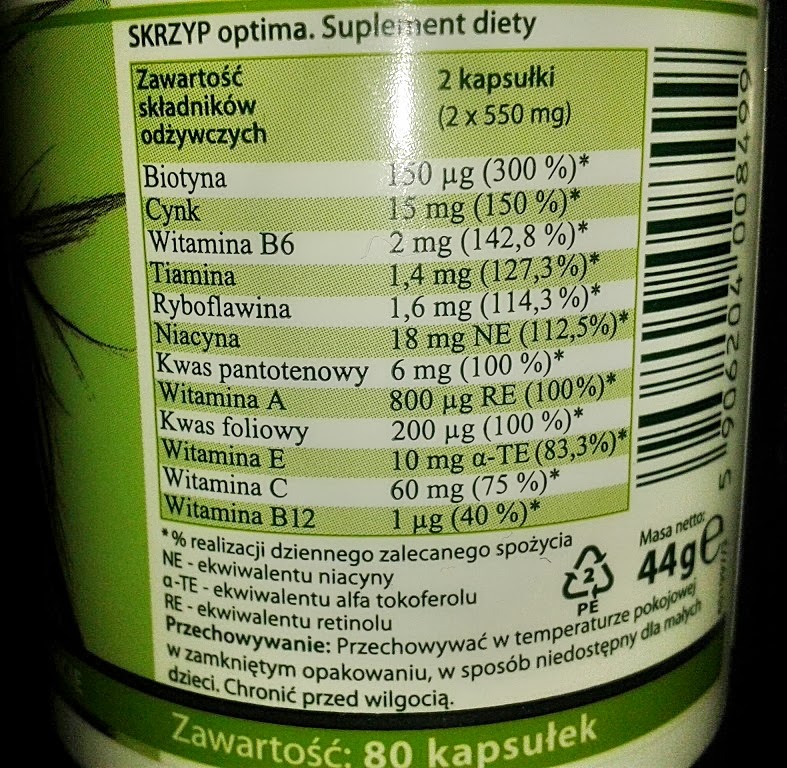 SKRZYP optima. Suplement diety
Zawartość składników odżywczych 2 kapsułki (2 x 550 mg)
Biotyna 150 µg (300 %)*
Cynk 15 mg (150 %)*
Witamina B6 2 mg (142,8 %)*
Tiamina 1,4 mg (127,3%)*
Ryboflawina 1,6 mg (114,3 %)*
Niacyna 18 mg NE (112,5%)*
Kwas pantotenowy 6 mg (100 %)*
Witamina A 800 µg RE (100%)*
Kwas foliowy 200 µg (100 %)*
Witamina E 10 mg α-TE (83,3%)*
Witamina C 60 mg (75 %)*
Witamina B12 1 µg (40 %)*
*% realizacji dziennego zalecanego spożycia
NE - ekwiwalentu niacyny
α-TE - ekwiwalentu alfa tokoferolu
RE - ekwiwalentu retinolu
Przechowywanie: Przechowywać w temperaturze pokojowej
w zamkniętym opakowaniu, w sposób niedostępny dla małych
dzieci. Chronić przed wilgocią.
2
PE
Masa netto:
44g e
5 906204 008499
Zawartość: 80 kapsułek